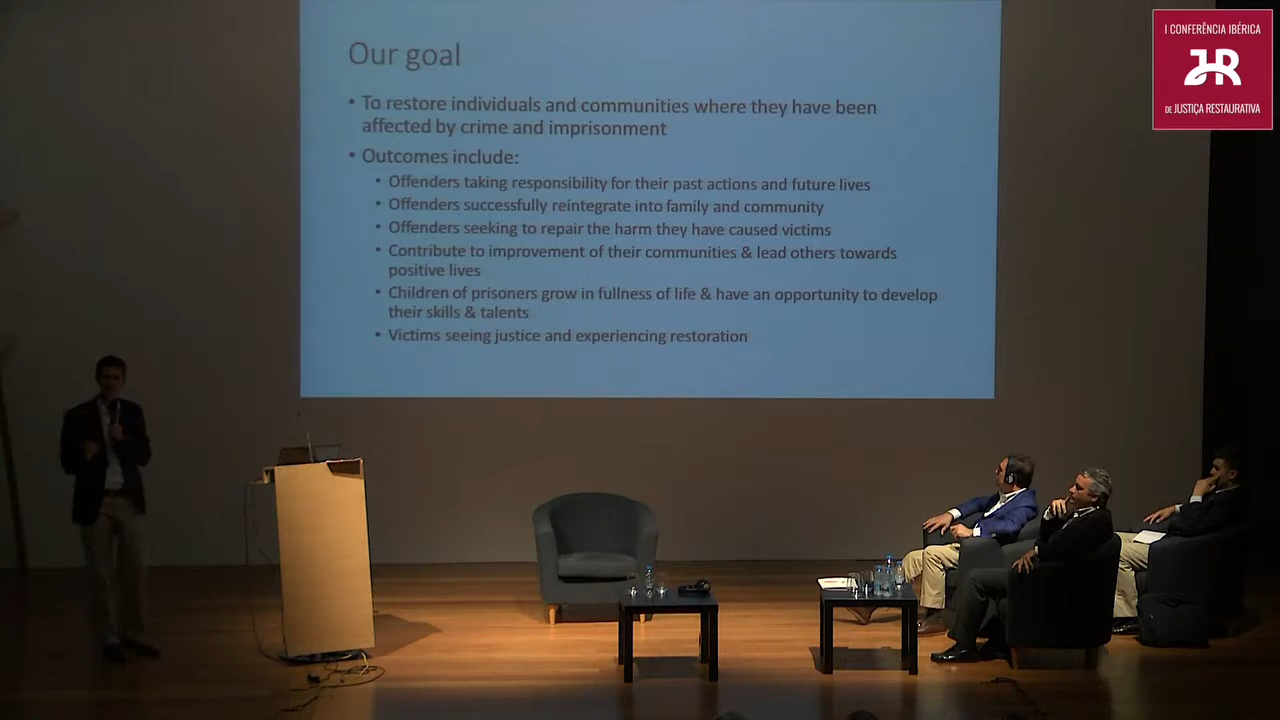 Our goal
• To restore individuals and communities where they have been
affected by crime and imprisonment
• Outcomes include:
• Offenders taking responsibility for their past actions and future lives
• Offenders successfully reintegrate into family and community
• Offenders seeking to repair the harm they have caused victims
• Contribute to improvement of their communities & lead others towards
positive lives
• Children of prisoners grow in fullness of life & have an opportunity to develop
their skills & talents
• Victims seeing justice and experiencing restoration
I CONFERÊNCIA IBÉRICA
JR
DE JUSTIÇA RESTAURATIVA